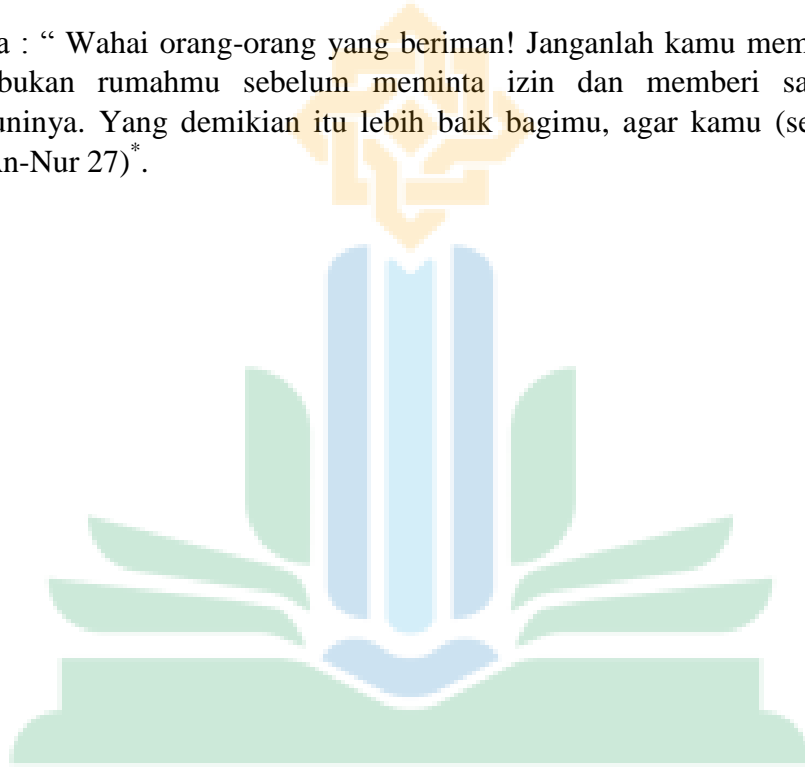 a : “ Wahai orang-orang yang beriman! Janganlah kamu mem
bukan rumahmu sebelum meminta izin dan memberi sa
uninya. Yang demikian itu lebih baik bagimu, agar kamu (se
n-Nur 27)*.